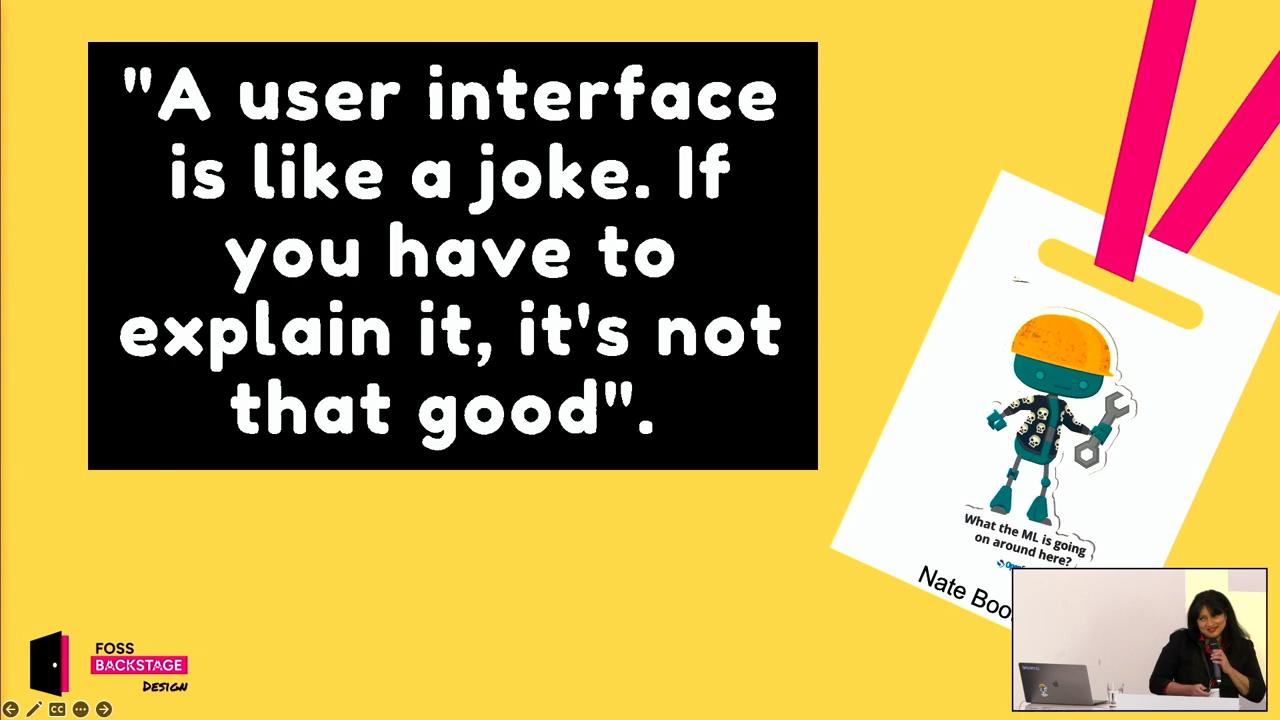 "A user interface
is like a joke. If
you have to
explain it, it's not
that good".
What the ML is going
on around here?
Nate
FOSS
BACKSTAGE
DESIGN
CC